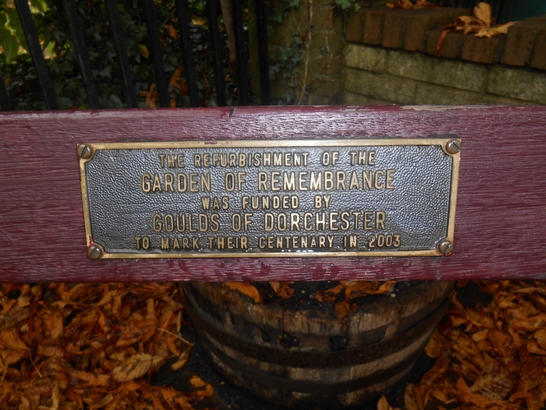 THE REFURBISHMENT OF THE
GARDEN OF REMEMBRANCE
WAS FUNDED BY
GOULDS OF DORCHESTER
TO MARK THEIR CENTENARY IN 2003